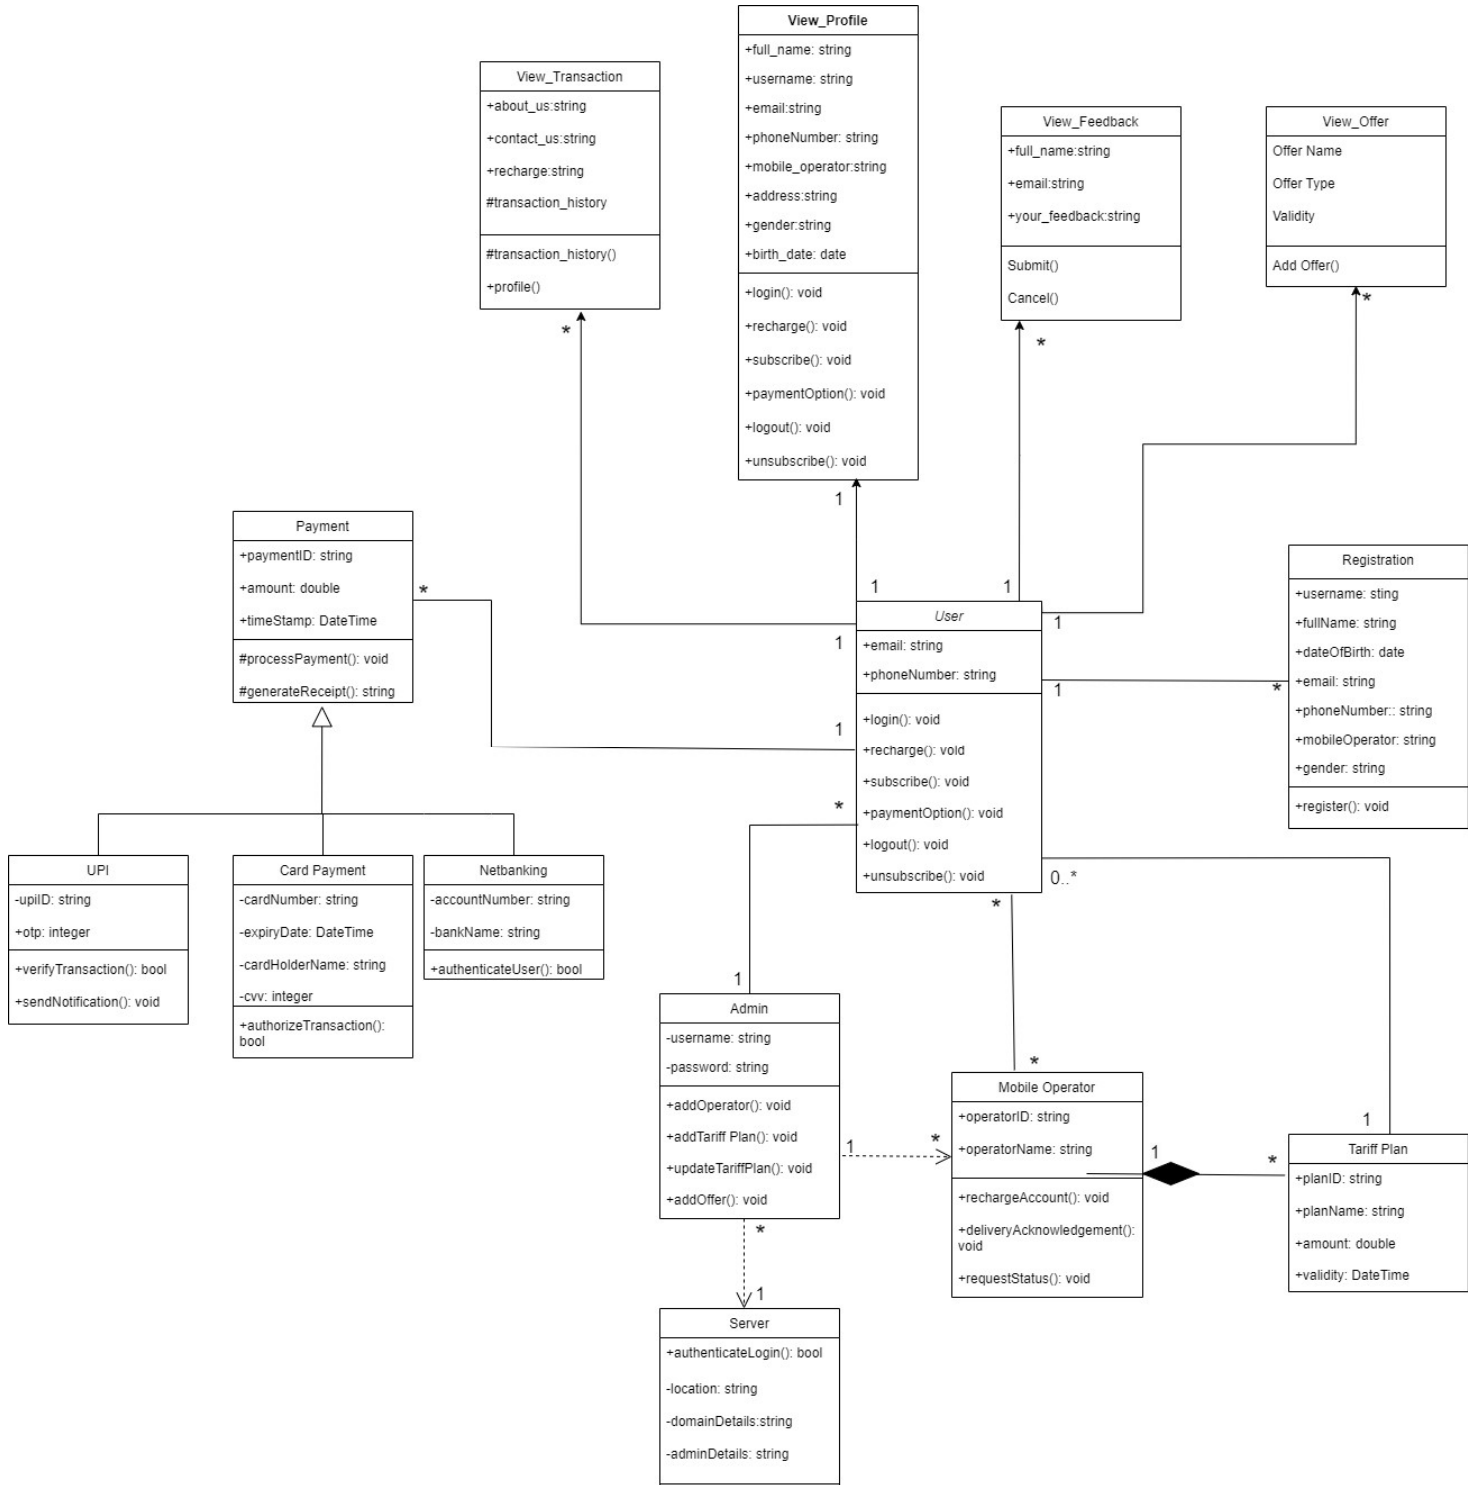 View_Profile
+full_name: string
+username: string
+email:string
+phoneNumber: string
+mobile_operator:string
+address:string
+gender:string
+birth_date: date
+login(): void
+recharge(): void
+subscribe(): void
+paymentOption(): void
+logout(): void
+unsubscribe(): void
1
View_Transaction
+about_us:string
+contact_us:string
+recharge:string
#transaction_history
#transaction_history()
+profile()
*
View_Feedback
+full_name:string
+email:string
+your_feedback:string
Submit()
Cancel()
*
View_Offer
Offer Name
Offer Type
Validity
Add Offer()
*
Payment
+paymentID: string
+amount: double
+timeStamp: DateTime
#processPayment(): void
#generateReceipt(): string
*
1
1
1
1
1
1
*
User
+email: string
+phoneNumber: string
+login(): void
+recharge(): void
+subscribe(): void
+paymentOption(): void
+logout(): void
+unsubscribe(): void
0..*
*
Registration
+username: sting
+fullName: string
+dateOfBirth: date
+email: string
+phoneNumber:: string
+mobileOperator: string
+gender: string
+register(): void
*
UPI
-upiID: string
+otp: integer
+verifyTransaction(): bool
+sendNotification(): void
Card Payment
-cardNumber: string
-expiryDate: DateTime
-cardHolderName: string
-cvv: integer
+authorizeTransaction():
bool
Netbanking
-accountNumber: string
-bankName: string
+authenticateUser(): bool
1
Admin
-username: string
-password: string
+addOperator(): void
+addTariff Plan(): void
+updateTariffPlan(): void
+addOffer(): void
1
*
*
1
*
Mobile Operator
+operatorID: string
+operatorName: string
+rechargeAccount(): void
+deliveryAcknowledgement():
void
+requestStatus(): void
1
*
1
Tariff Plan
+planID: string
+planName: string
+amount: double
+validity: DateTime
Server
+authenticateLogin(): bool
-location: string
-domainDetails:string
-adminDetails: string